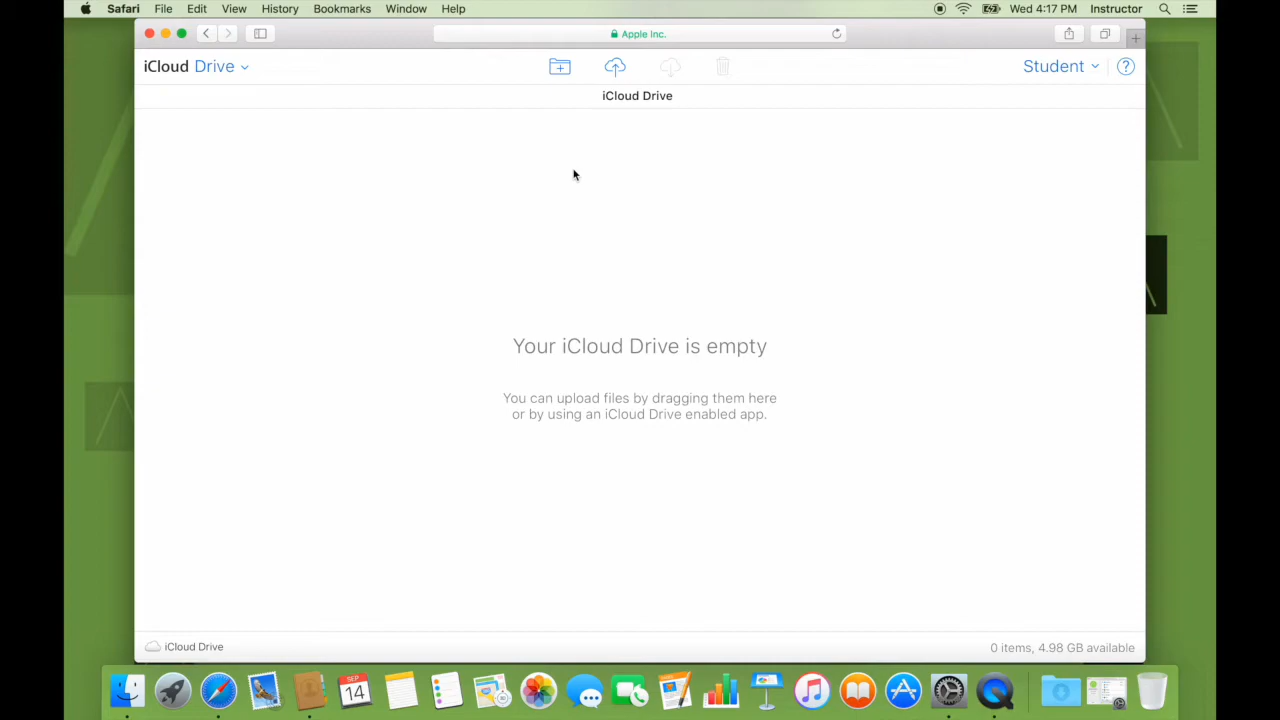 Safari File Edit View History Bookmarks Window Help Wed 4:17 PM Instructor
Apple Inc.
iCloud Drive Student
iCloud Drive
Your iCloud Drive is empty
You can upload files by dragging them here
or by using an iCloud Drive enabled app.
iCloud Drive 0 items, 4.98 GB available
SEP
14